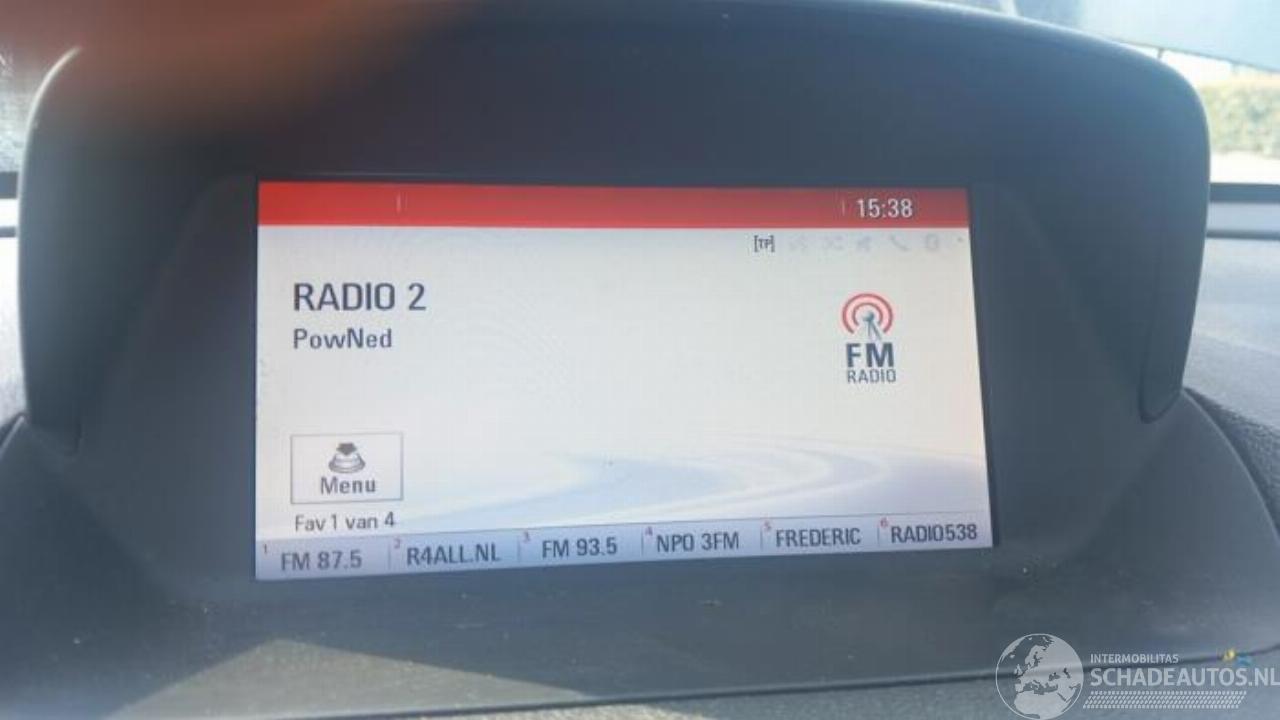 15:38
[TP]
RADIO 2
PowNed
FM
RADIO
Menu
Fav 1 van 4
1 FM 87.5 2 R4ALL.NL 3 FM 93.5 4 NPO 3FM 5 FREDERIC 6 RADIO538
INTERMOBILITAS
SCHADEAUTOS.NL